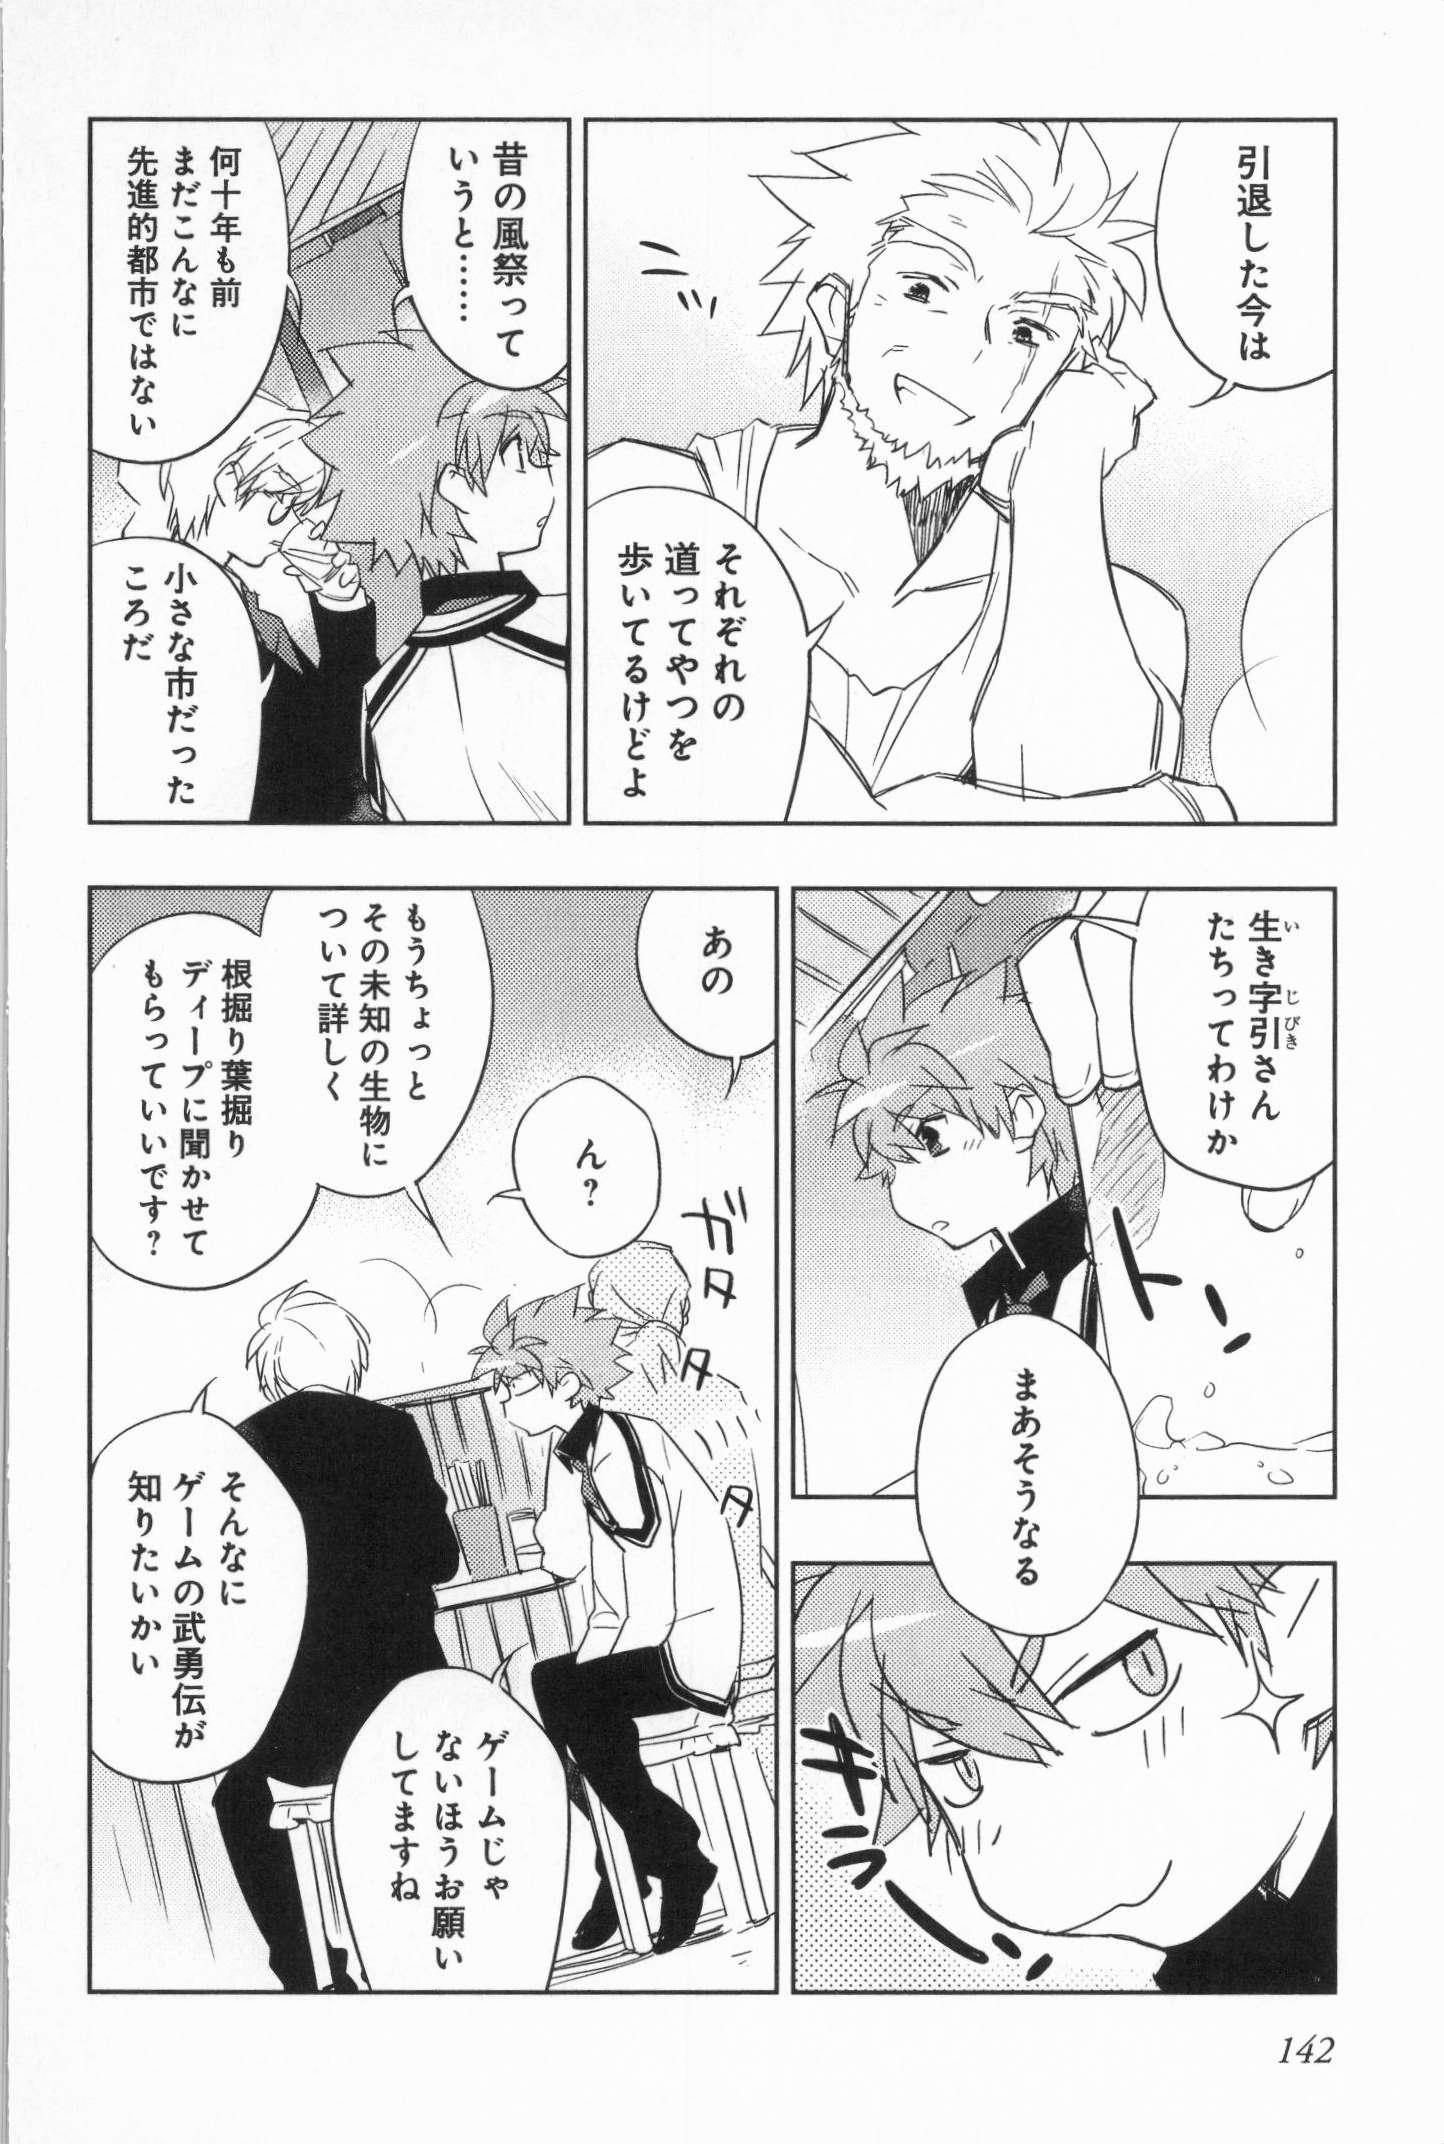 引退した今は
それぞれの
道ってやつを
歩いてるけどよ
昔の風祭って
いうと……
何十年も前
まだこんなに
先進的都市ではない
小さな市だった
ころだ
生き字引さん
いじびき
たちってわけか
トン
まあそうなる
キラーン
あの
ん?
もうちょっと
その未知の生物に
ついて詳しく
根掘り葉掘り
ディープに聞かせて
もらっていいです?
ガタタタ
そんなに
ゲームの武勇伝が
知りたいかい
ゲームじゃ
ないほうお願い
してますね
142